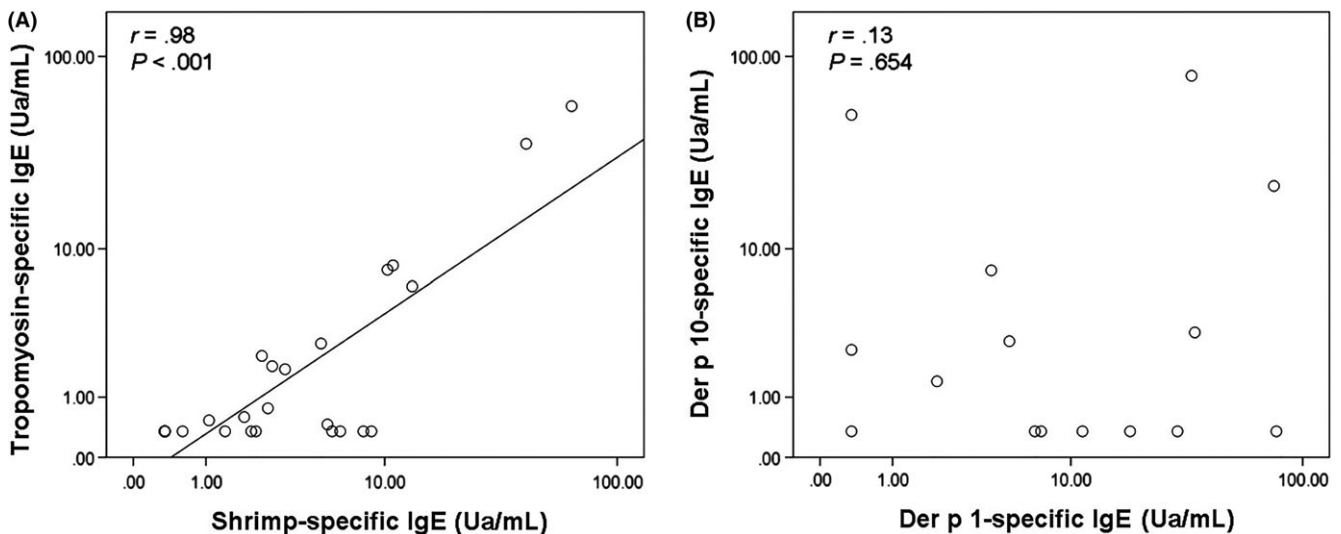 (A)
r = .98
P < .001
100.00
10.00
1.00
.00
Tropomyosin-specific IgE (Ua/mL)
.00 1.00 10.00 100.00
Shrimp-specific IgE (Ua/mL)
(B)
r = .13
P = .654
100.00
10.00
1.00
.00
Der p 10-specific IgE (Ua/mL)
.00 1.00 10.00 100.00
Der p 1-specific IgE (Ua/mL)